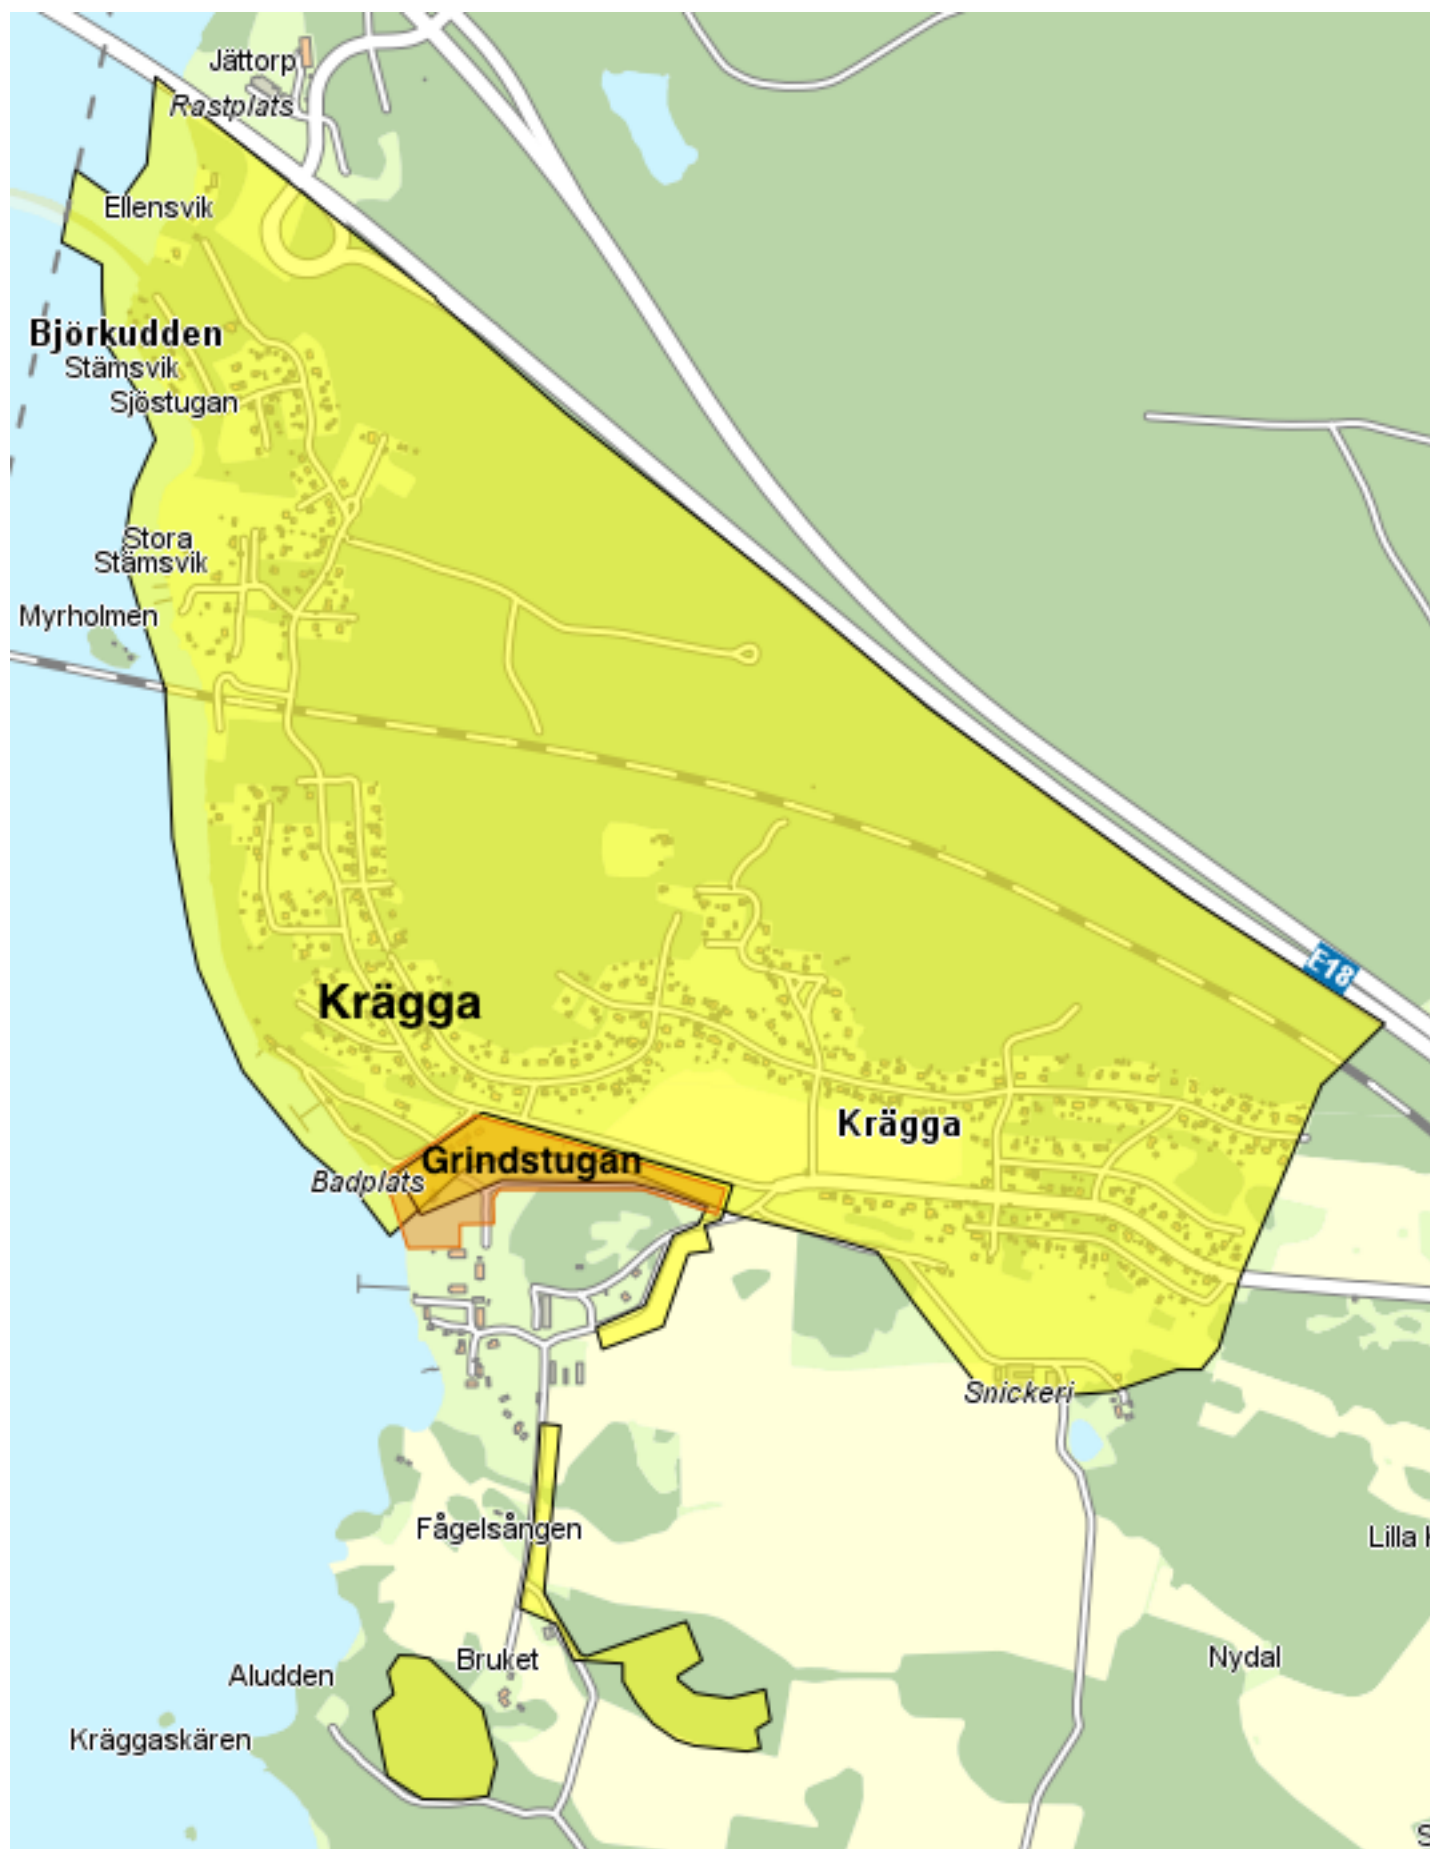 Jättorp
Rastplats
Ellensvik
Björkudden
Stämsvik
Sjöstugan
Stora
Stämsvik
Myrholmen
E18
Krägga
Krägga
Grindstugan
Badplats
Snickeri
Fågelsången
Lilla
Bruket
Nydal
Aludden
Kräggaskären